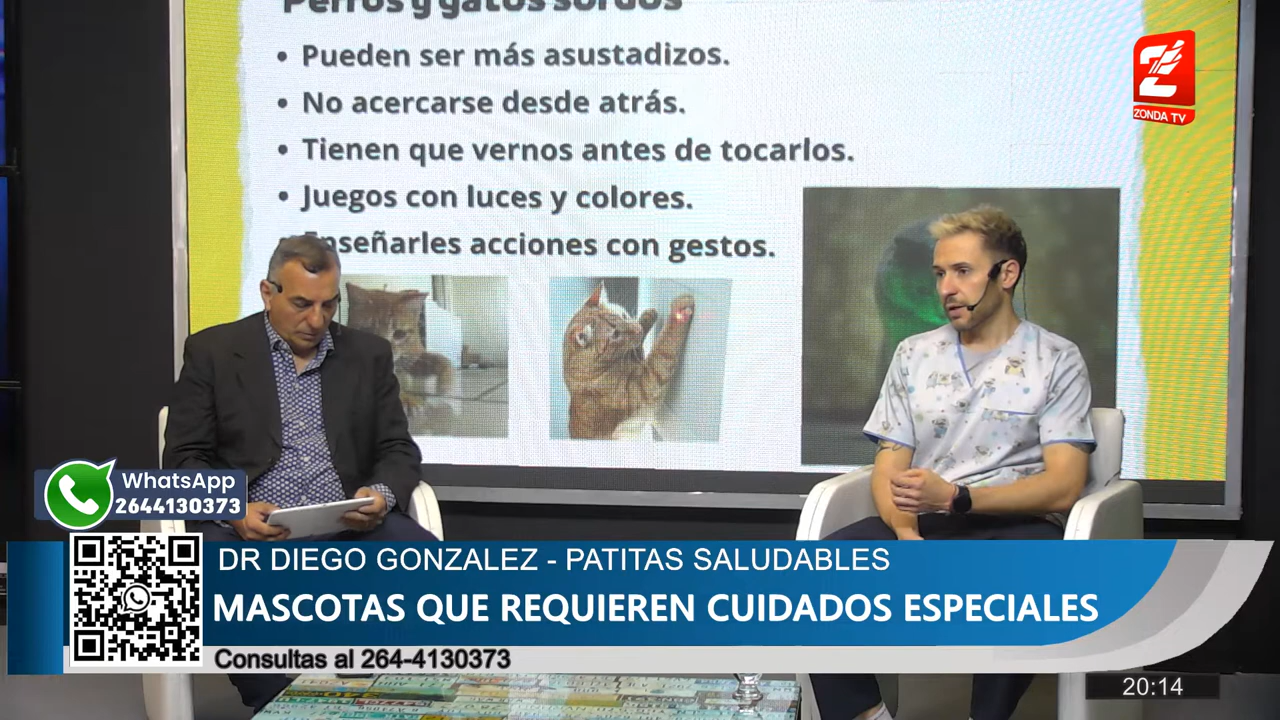 Perros y gatos sordos
• Pueden ser más asustadizos.
• No acercarse desde atrás.
• Tienen que vernos antes de tocarlos.
• Juegos con luces y colores.
Enseñarles acciones con gestos.
Z
ZONDA TV
WhatsApp
2644130373
DR DIEGO GONZALEZ - PATITAS SALUDABLES
MASCOTAS QUE REQUIEREN CUIDADOS ESPECIALES
Consultas al 264-4130373
20:14